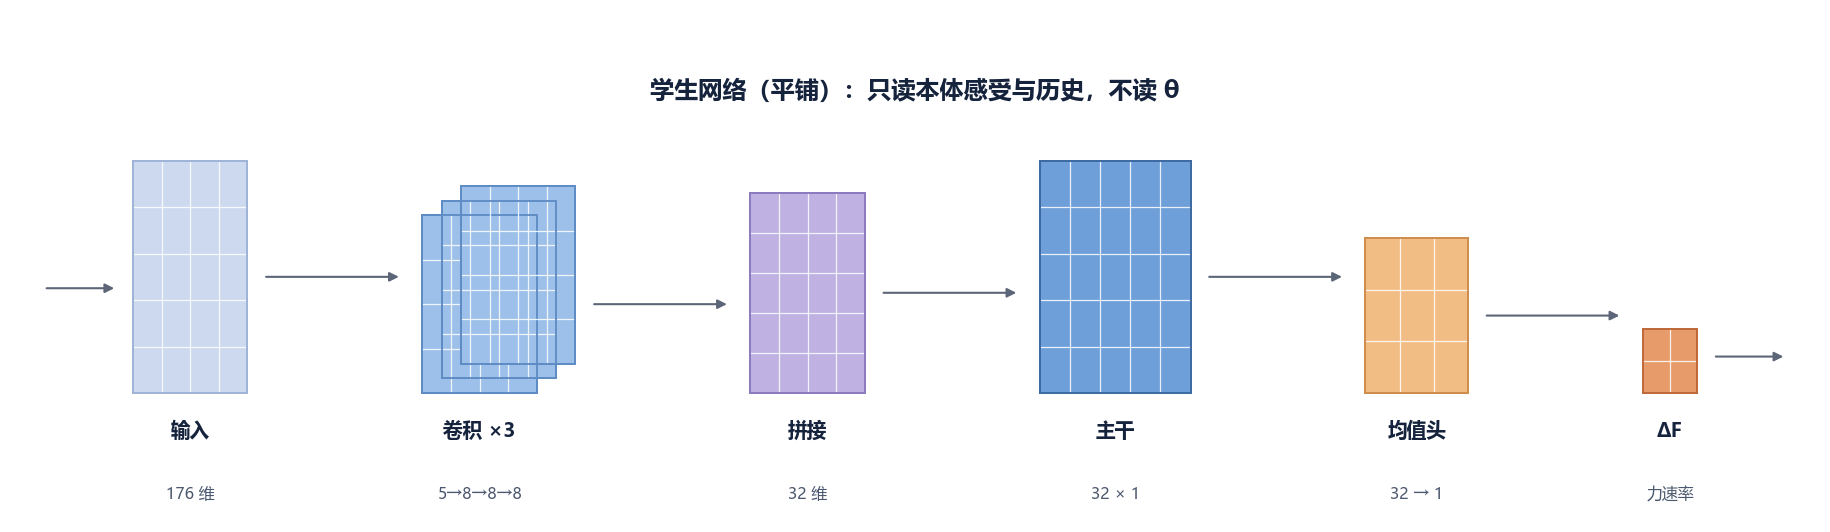 学生网络（平铺）：只读本体感受与历史，不读 θ
输入
卷积 ×3
拼接
主干
均值头
ΔF
176 维
5→8→8→8
32 维
32 × 1
32 → 1
力速率